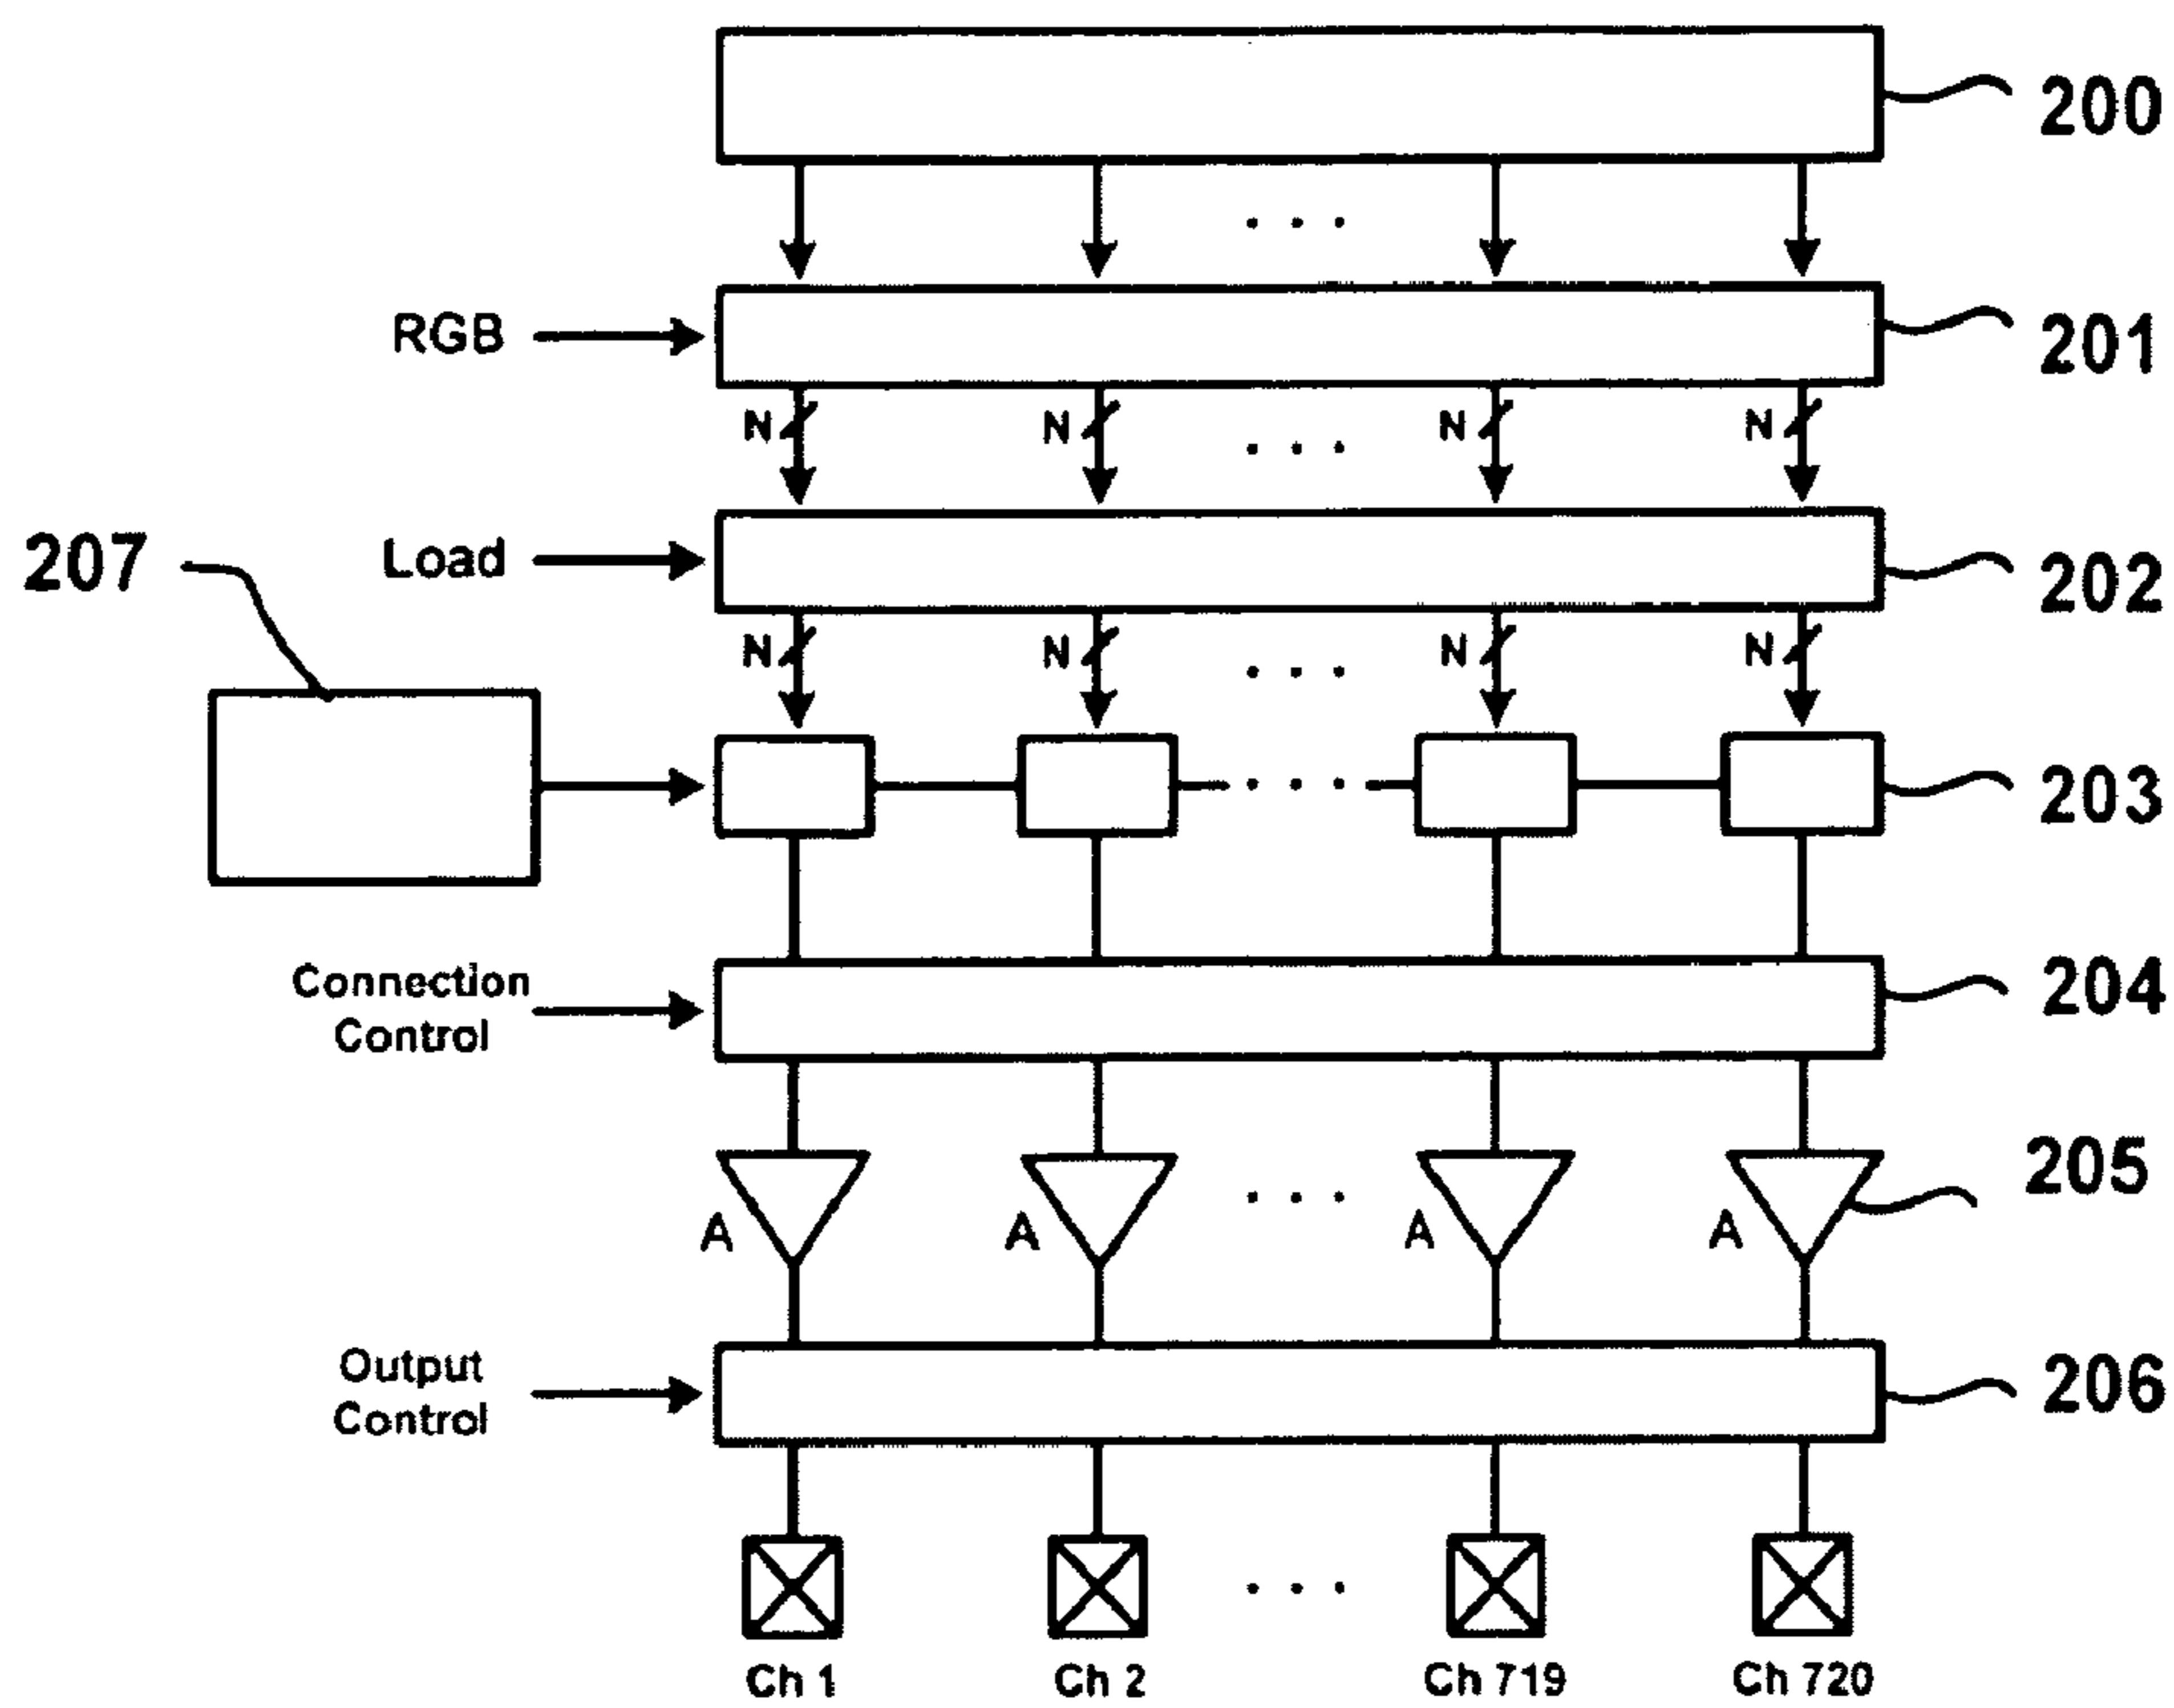 200
RGB
201
N N N N
207
Load
202
N N N N
203
Connection
Control
204
205
A A A A
Output
Control
206
Ch 1 Ch 2 Ch 719 Ch 720